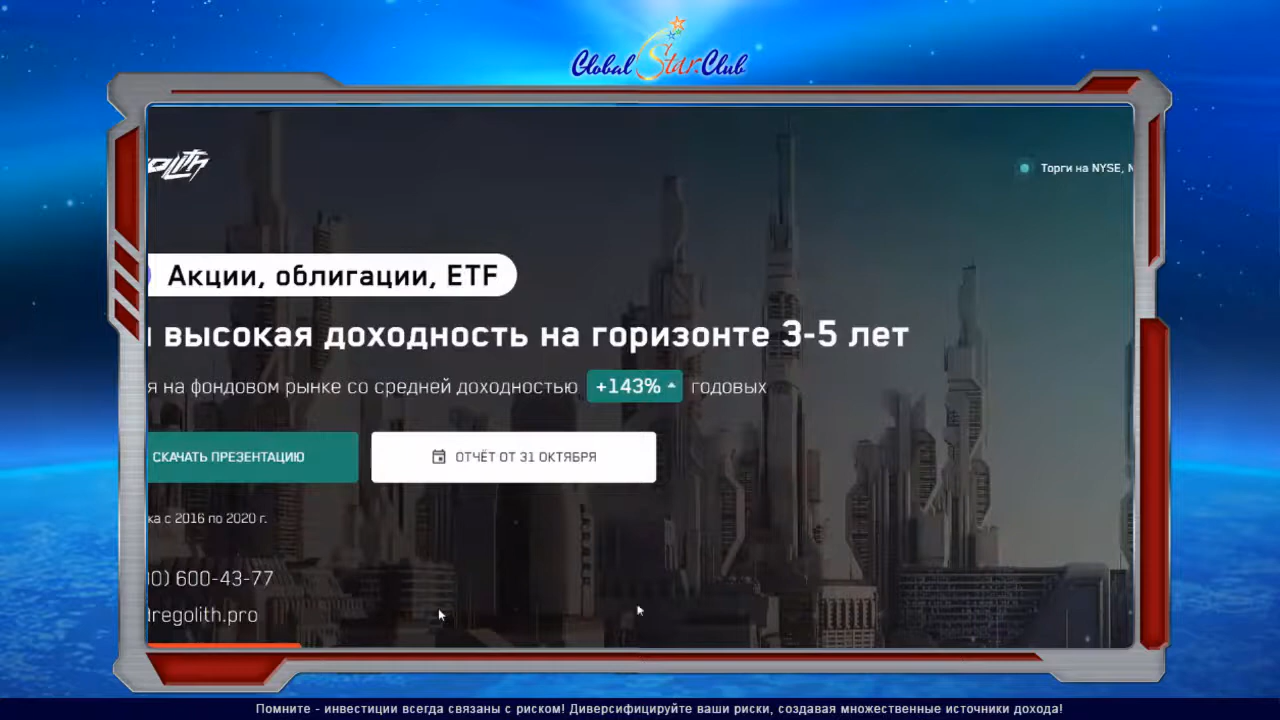 Global Star.Club
OLITH
Торги на NYSE, N
Акции, облигации, ETF
высокая доходность на горизонте 3-5 лет
я на фондовом рынке со средней доходностью +143% годовых
СКАЧАТЬ ПРЕЗЕНТАЦИЮ
ОТЧЁТ ОТ 31 ОКТЯБРЯ
ка с 2016 по 2020 г.
00) 600-43-77
@regolith.pro
Помните - инвестиции всегда связаны с риском! Диверсифицируйте ваши риски, создавая множественные источники дохода!